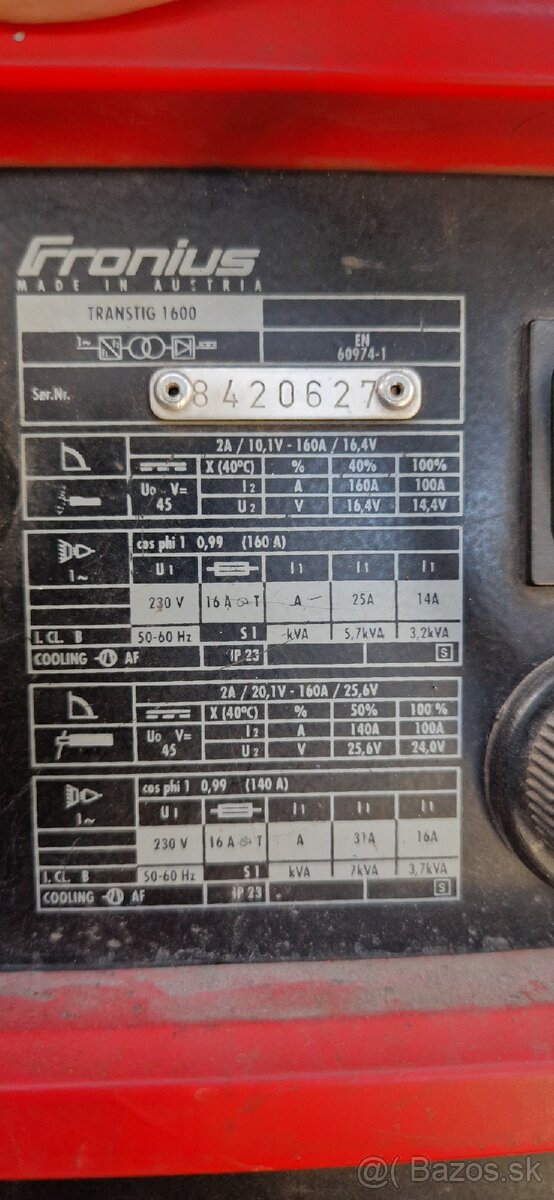 Fronius
MADE IN AUSTRIA
TRANSTIG 1600
1~ EN 60974-1
Ser.Nr. 8420627
2A / 10,1V - 160A / 16,4V
X (40°C) % 40% 100%
U0 V= 45 I2 A 160A 100A
U2 V 16,4V 14,4V
cos phi 1 0,99 (160 A)
1~ U1 I1 I1 I1
230 V 16 A T A 25A 14A
I. CL. B 50-60 Hz S1 kVA 5,7kVA 3,2kVA
COOLING AF IP 23 S
2A / 20,1V - 160A / 25,6V
X (40°C) % 50% 100 %
U0 V= 45 I2 A 140A 100A
U2 V 25,6V 24,0V
cos phi 1 0,99 (140 A)
1~ U1 I1 I1 I1
230 V 16 A T A 31A 16A
I. CL. B 50-60 Hz S1 kVA 7kVA 3,7kVA
COOLING AF IP 23 S
@( Bazos.sk